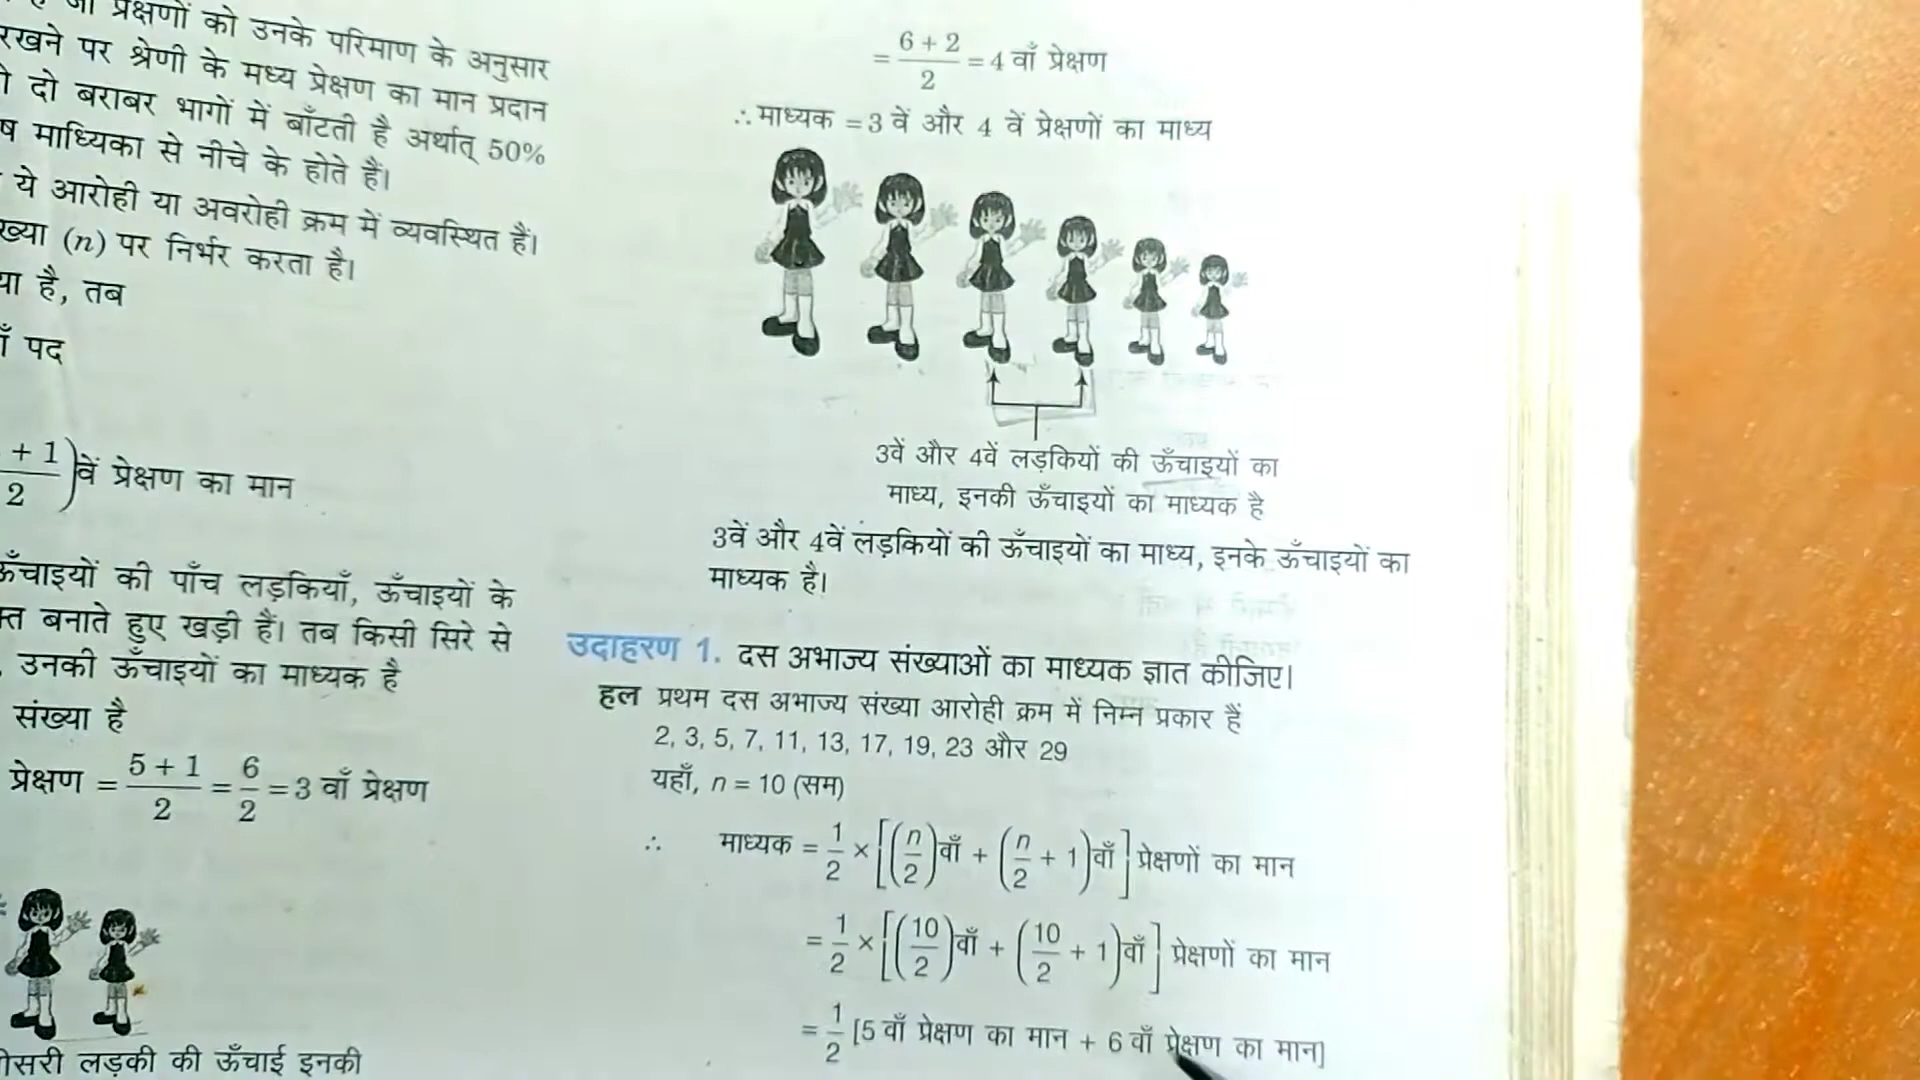 प्रेक्षणों को उनके परिमाण के अनुसार
रखने पर श्रेणी के मध्य प्रेक्षण का मान प्रदान
दो बराबर भागों में बाँटती है अर्थात् 50%
माध्यिका से नीचे के होते हैं।
ये आरोही या अवरोही क्रम में व्यवस्थित हैं।
(n) पर निर्भर करता है।
है, तब
पद
+ 1 / 2) वें प्रेक्षण का मान
ऊँचाइयों की पाँच लड़कियाँ, ऊँचाइयों के
बनाते हुए खड़ी हैं। तब किसी सिरे से
उनकी ऊँचाइयों का माध्यक है
संख्या है
प्रेक्षण = 5 + 1 / 2 = 6 / 2 = 3 वाँ प्रेक्षण
लड़की की ऊँचाई इनकी
= 6 + 2 / 2 = 4 वाँ प्रेक्षण
∴ माध्यक = 3 वें और 4 वें प्रेक्षणों का माध्य
3वें और 4वें लड़कियों की ऊँचाइयों का
माध्य, इनकी ऊँचाइयों का माध्यक है
3वें और 4वें लड़कियों की ऊँचाइयों का माध्य, इनके ऊँचाइयों का
माध्यक है।
उदाहरण 1. दस अभाज्य संख्याओं का माध्यक ज्ञात कीजिए।
हल प्रथम दस अभाज्य संख्या आरोही क्रम में निम्न प्रकार हैं
2, 3, 5, 7, 11, 13, 17, 19, 23 और 29
यहाँ, n = 10 (सम)
∴ माध्यक = 1/2 × [(n/2)वाँ + (n/2 + 1)वाँ] प्रेक्षणों का मान
= 1/2 × [(10/2)वाँ + (10/2 + 1)वाँ] प्रेक्षणों का मान
= 1/2 [5 वाँ प्रेक्षण का मान + 6 वाँ प्रेक्षण का मान]